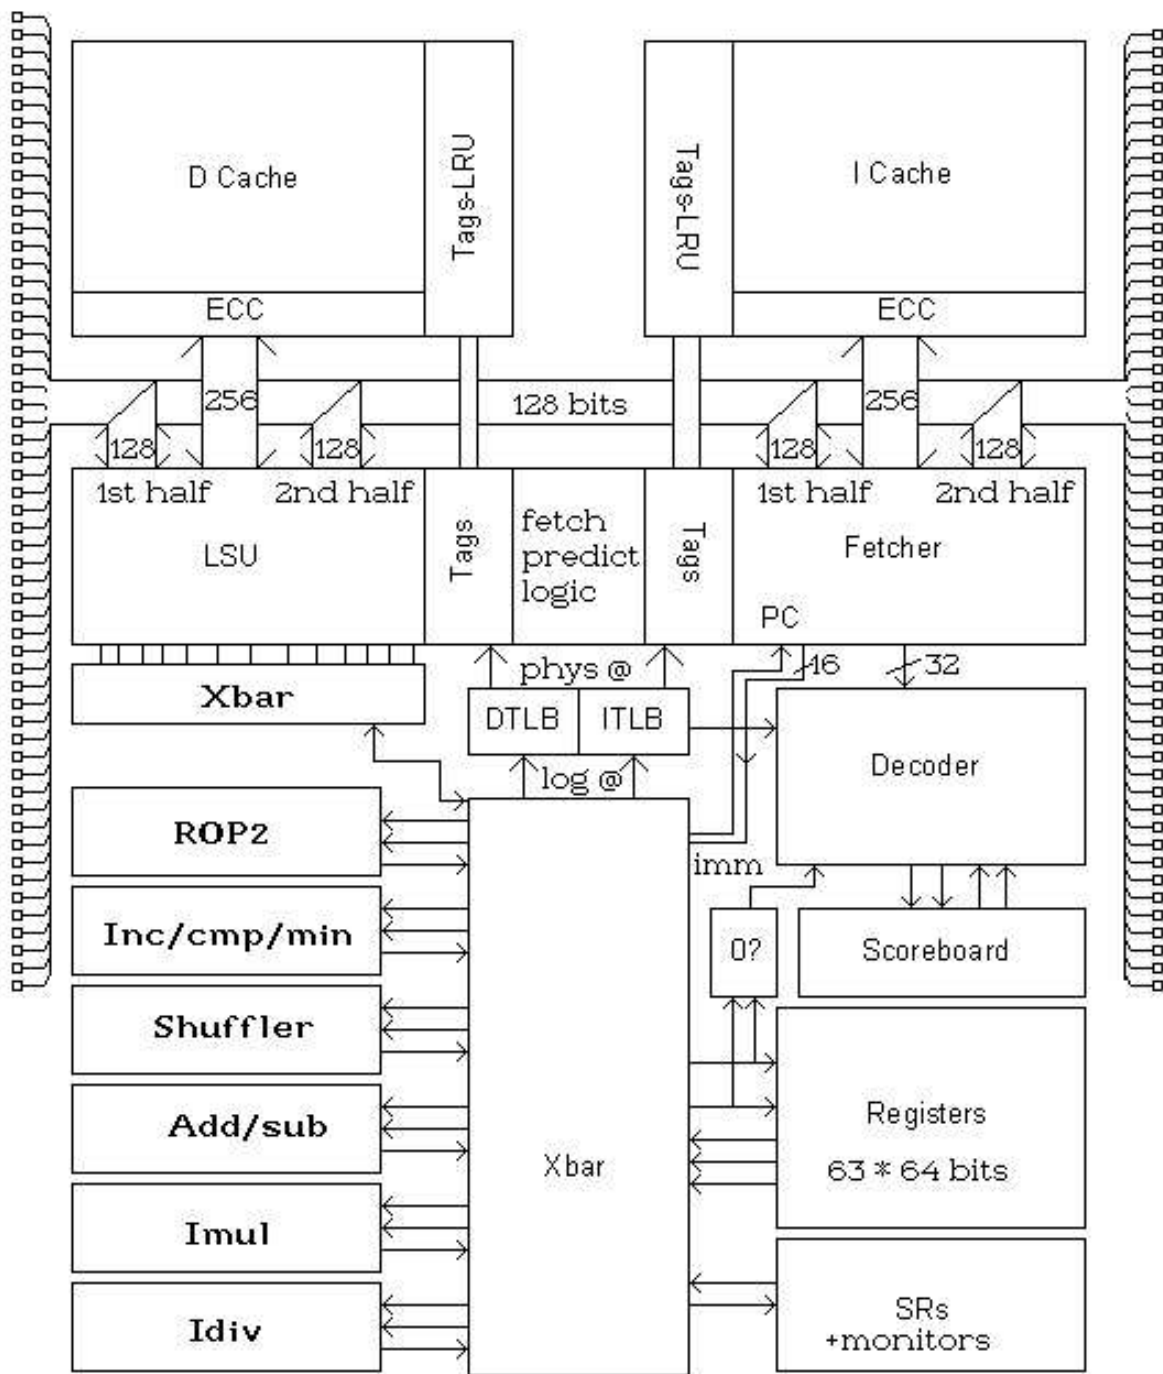 D Cache
Tags-LRU
Tags-LRU
I Cache
ECC
ECC
256
128 bits
256
128
128
128
128
1st half
2nd half
1st half
2nd half
LSU
Tags
fetch
predict
logic
Tags
Fetcher
PC
phys @
16
32
Xbar
DTLB
ITLB
Decoder
log @
ROP2
imm
Inc/cmp/min
0?
Scoreboard
Shuffler
Add/sub
Registers
Xbar
63 * 64 bits
Imul
Idiv
SRs
+monitors